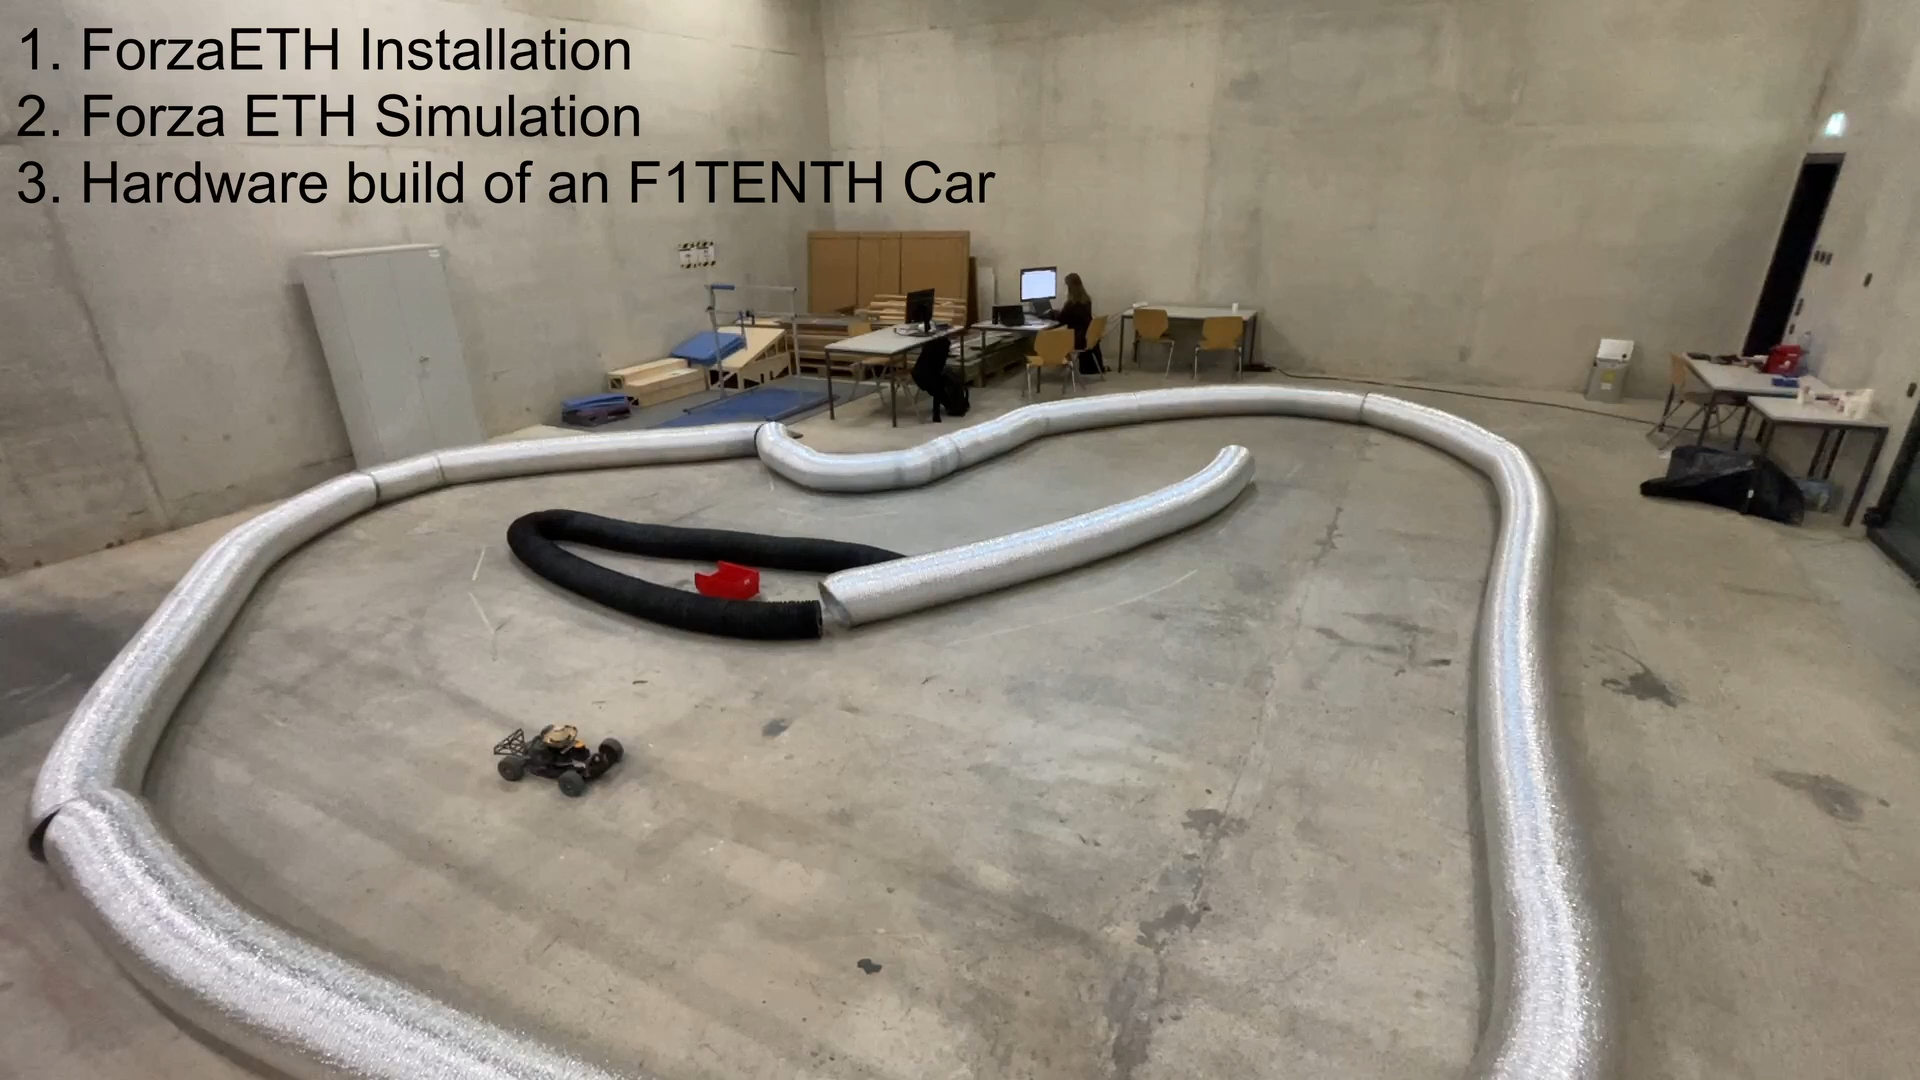 1. ForzaETH Installation
2. Forza ETH Simulation
3. Hardware build of an F1TENTH Car